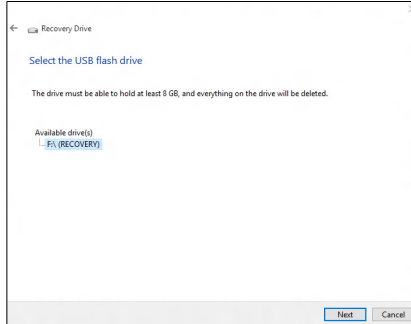 Recovery Drive
Select the USB flash drive
The drive must be able to hold at least 8 GB, and everything on the drive will be deleted.
Available drive(s)
F:\ (RECOVERY)
Next Cancel